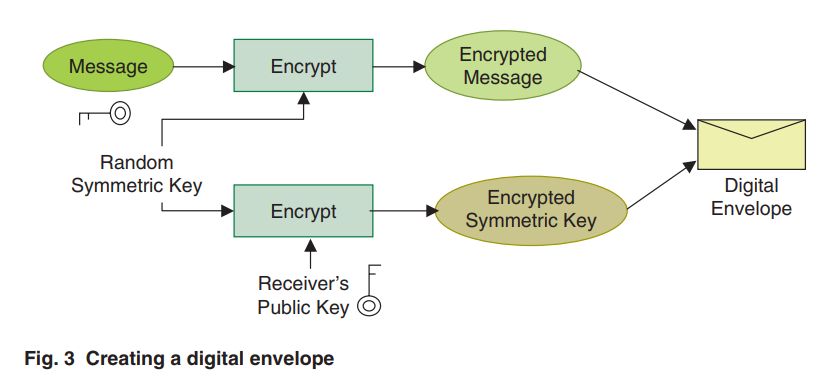 Message
Encrypt
Encrypted
Message
Random
Symmetric Key
Digital
Envelope
Encrypt
Encrypted
Symmetric Key
Receiver's
Public Key
Fig. 3 Creating a digital envelope